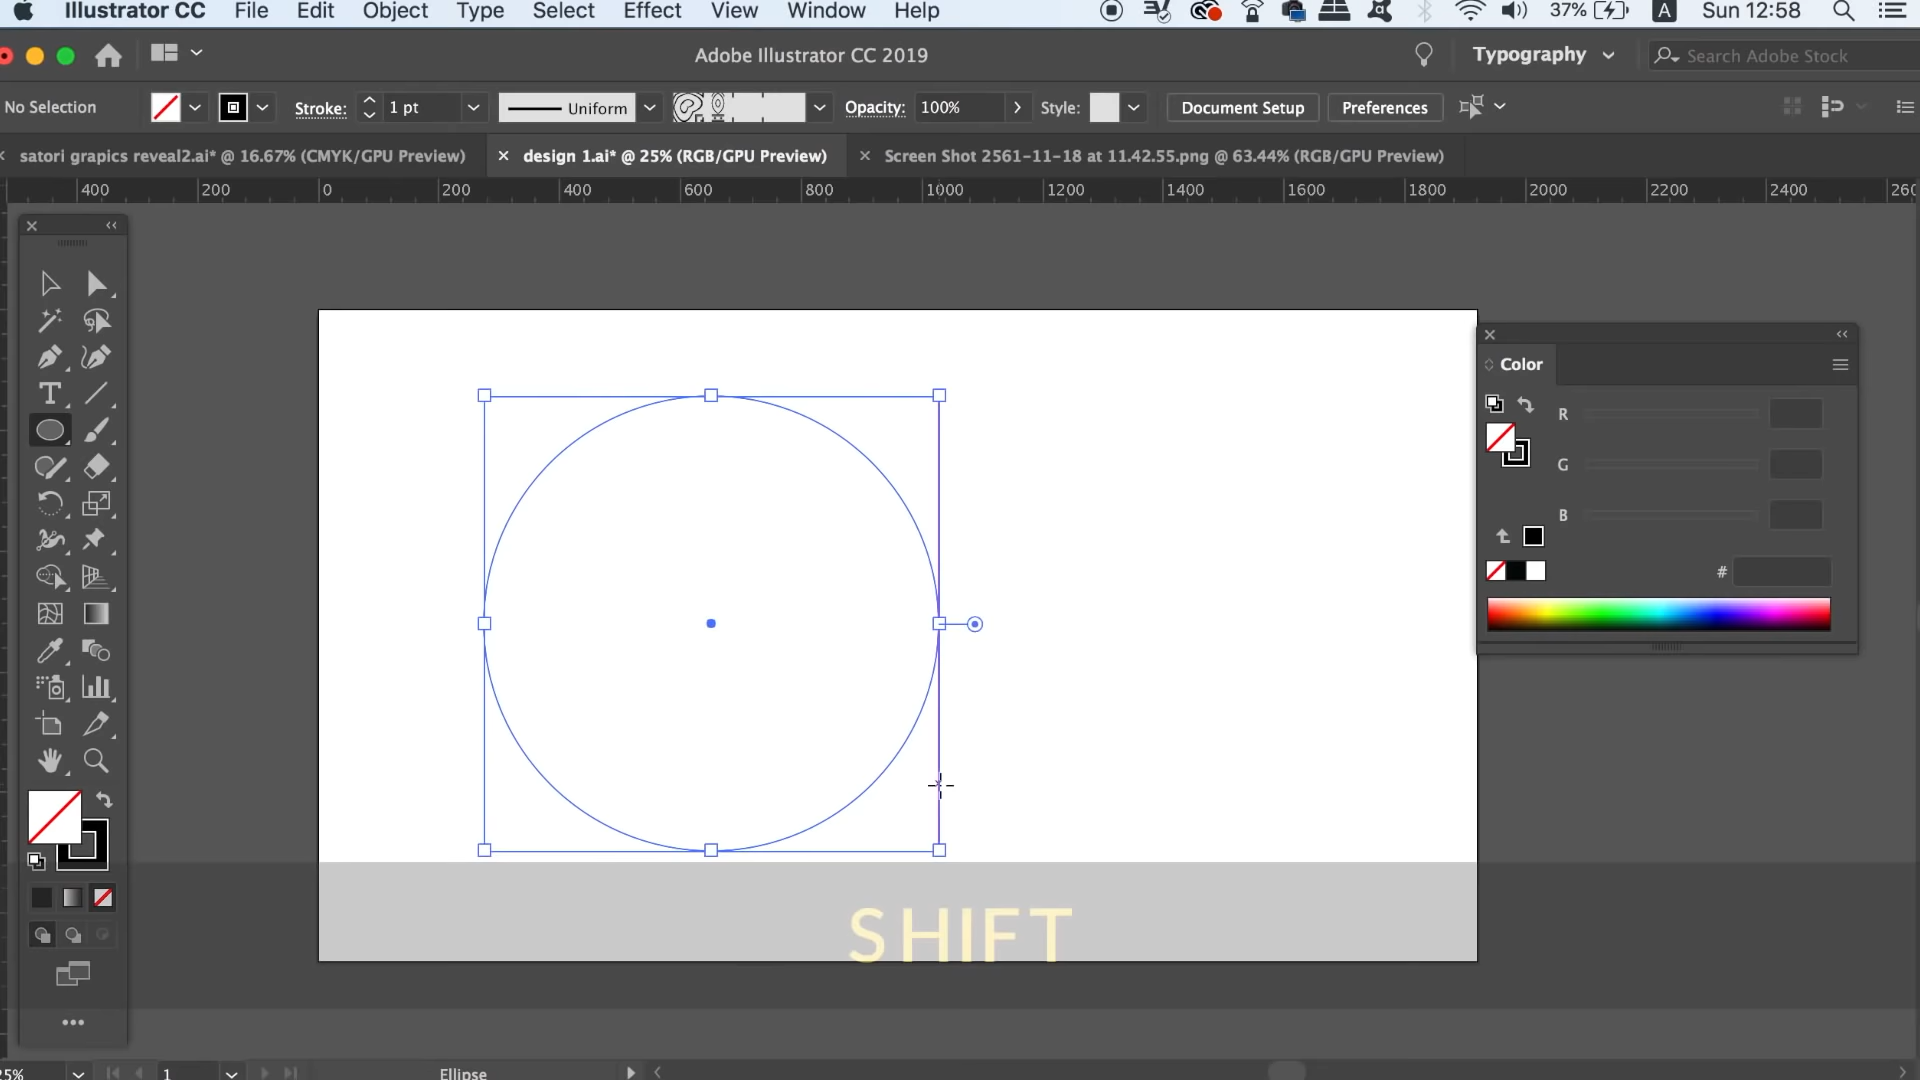 Illustrator CC File Edit Object Type Select Effect View Window Help 37% A Sun 12:58
Adobe Illustrator CC 2019 Typography Search Adobe Stock
No Selection Stroke: 1 pt Uniform Opacity: 100% Style: Document Setup Preferences
satori grapics reveal2.ai* @ 16.67% (CMYK/GPU Preview) design 1.ai* @ 25% (RGB/GPU Preview) Screen Shot 2561-11-18 at 11.42.55.png @ 63.44% (RGB/GPU Preview)
400 200 0 200 400 600 800 1000 1200 1400 1600 1800 2000 2200 2400 260
Color
R
G
B
#
SHIFT
25% 1 Ellipse